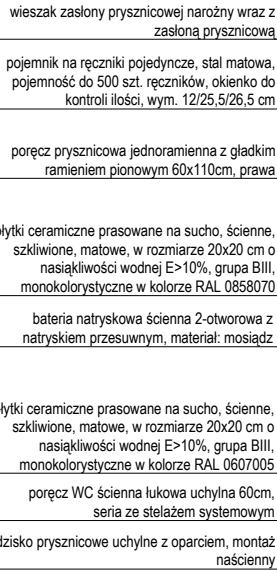 wieszak zasłony prysznicowej narożny wraz z
zasłoną prysznicową
pojemnik na ręczniki pojedyncze, stal matowa,
pojemność do 500 szt. ręczników, okienko do
kontroli ilości, wym. 12/25,5/26,5 cm
poręcz prysznicowa jednoramienna z gładkim
ramieniem pionowym 60x110cm, prawa
łytki ceramiczne prasowane na sucho, ścienne,
szkliwione, matowe, w rozmiarze 20x20 cm o
nasiąkliwości wodnej E>10%, grupa BIII,
monokolorystyczne w kolorze RAL 0858070
bateria natryskowa ścienna 2-otworowa z
natryskiem przesuwnym, materiał: mosiądz
łytki ceramiczne prasowane na sucho, ścienne,
szkliwione, matowe, w rozmiarze 20x20 cm o
nasiąkliwości wodnej E>10%, grupa BIII,
monokolorystyczne w kolorze RAL 0607005
poręcz WC ścienna łukowa uchylna 60cm,
seria ze stelażem systemowym
dzisko prysznicowe uchylne z oparciem, montaż
naścienny